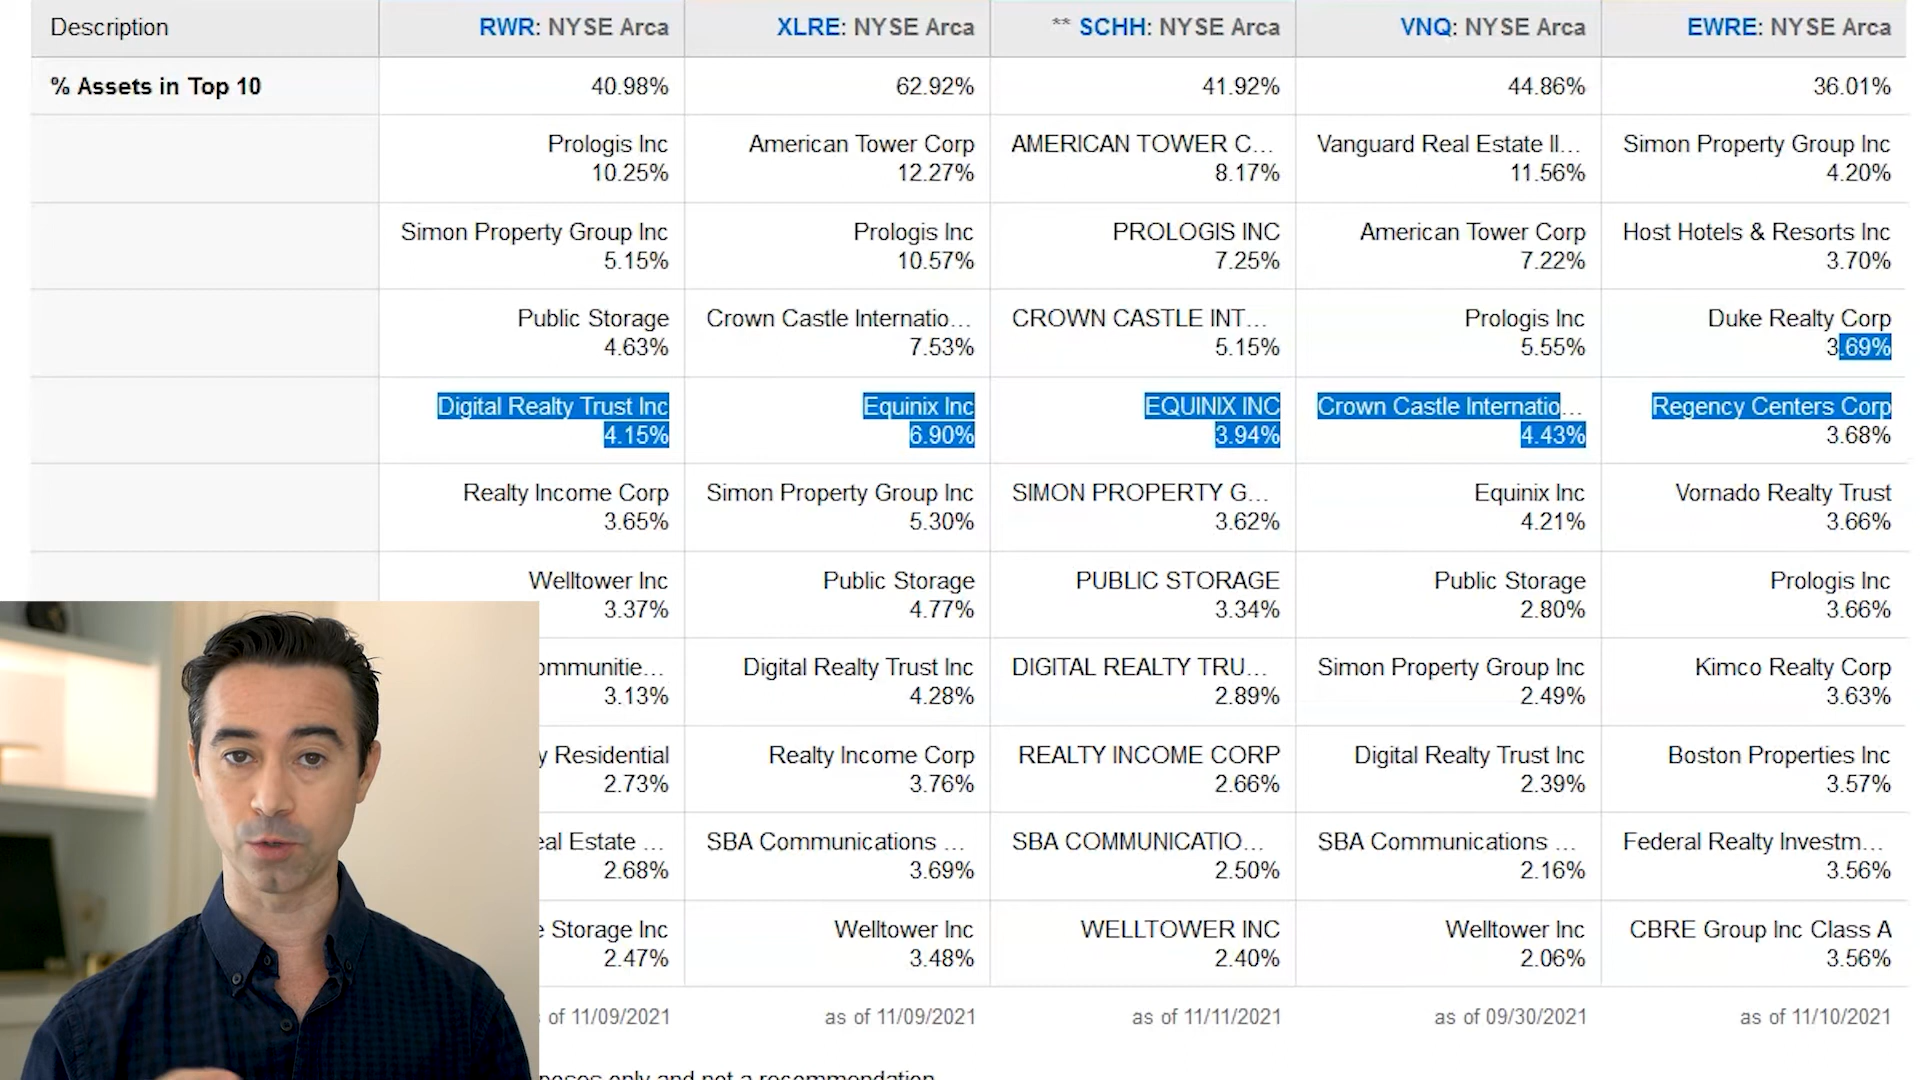 Description RWR: NYSE Arca XLRE: NYSE Arca ** SCHH: NYSE Arca VNQ: NYSE Arca EWRE: NYSE Arca
% Assets in Top 10 40.98% 62.92% 41.92% 44.86% 36.01%
Prologis Inc American Tower Corp AMERICAN TOWER C... Vanguard Real Estate II... Simon Property Group Inc
10.25% 12.27% 8.17% 11.56% 4.20%
Simon Property Group Inc Prologis Inc PROLOGIS INC American Tower Corp Host Hotels & Resorts Inc
5.15% 10.57% 7.25% 7.22% 3.70%
Public Storage Crown Castle Internatio... CROWN CASTLE INT... Prologis Inc Duke Realty Corp
4.63% 7.53% 5.15% 5.55% 3.69%
Digital Realty Trust Inc Equinix Inc EQUINIX INC Crown Castle Internatio... Regency Centers Corp
4.15% 6.90% 3.94% 4.43% 3.68%
Realty Income Corp Simon Property Group Inc SIMON PROPERTY G... Equinix Inc Vornado Realty Trust
3.65% 5.30% 3.62% 4.21% 3.66%
Welltower Inc Public Storage PUBLIC STORAGE Public Storage Prologis Inc
3.37% 4.77% 3.34% 2.80% 3.66%
ommunitie... Digital Realty Trust Inc DIGITAL REALTY TRU... Simon Property Group Inc Kimco Realty Corp
3.13% 4.28% 2.89% 2.49% 3.63%
y Residential Realty Income Corp REALTY INCOME CORP Digital Realty Trust Inc Boston Properties Inc
2.73% 3.76% 2.66% 2.39% 3.57%
eal Estate ... SBA Communications ... SBA COMMUNICATIO... SBA Communications ... Federal Realty Investm...
2.68% 3.69% 2.50% 2.16% 3.56%
e Storage Inc Welltower Inc WELLTOWER INC Welltower Inc CBRE Group Inc Class A
2.47% 3.48% 2.40% 2.06% 3.56%
of 11/09/2021 as of 11/09/2021 as of 11/11/2021 as of 09/30/2021 as of 11/10/2021
poses only and not a recommendation